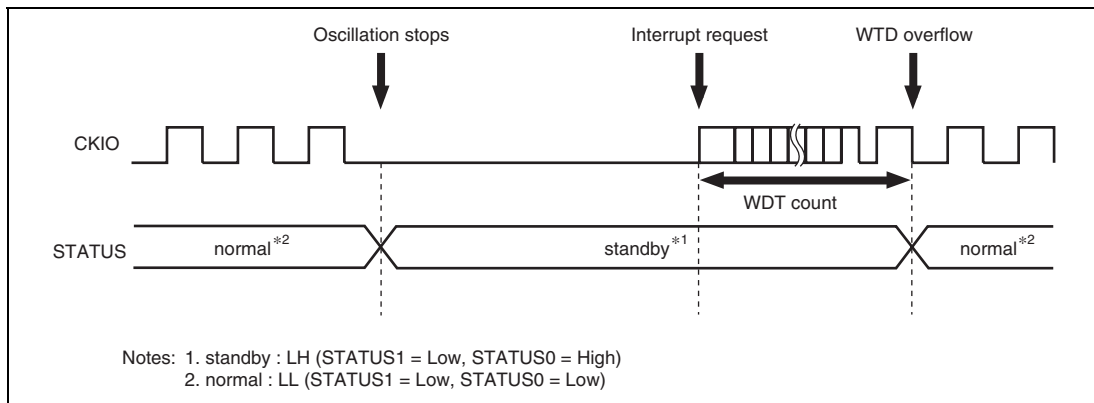 Oscillation stops
Interrupt request
WTD overflow
CKIO
WDT count
STATUS
normal*2
standby*1
normal*2
Notes: 1. standby : LH (STATUS1 = Low, STATUS0 = High)
2. normal : LL (STATUS1 = Low, STATUS0 = Low)